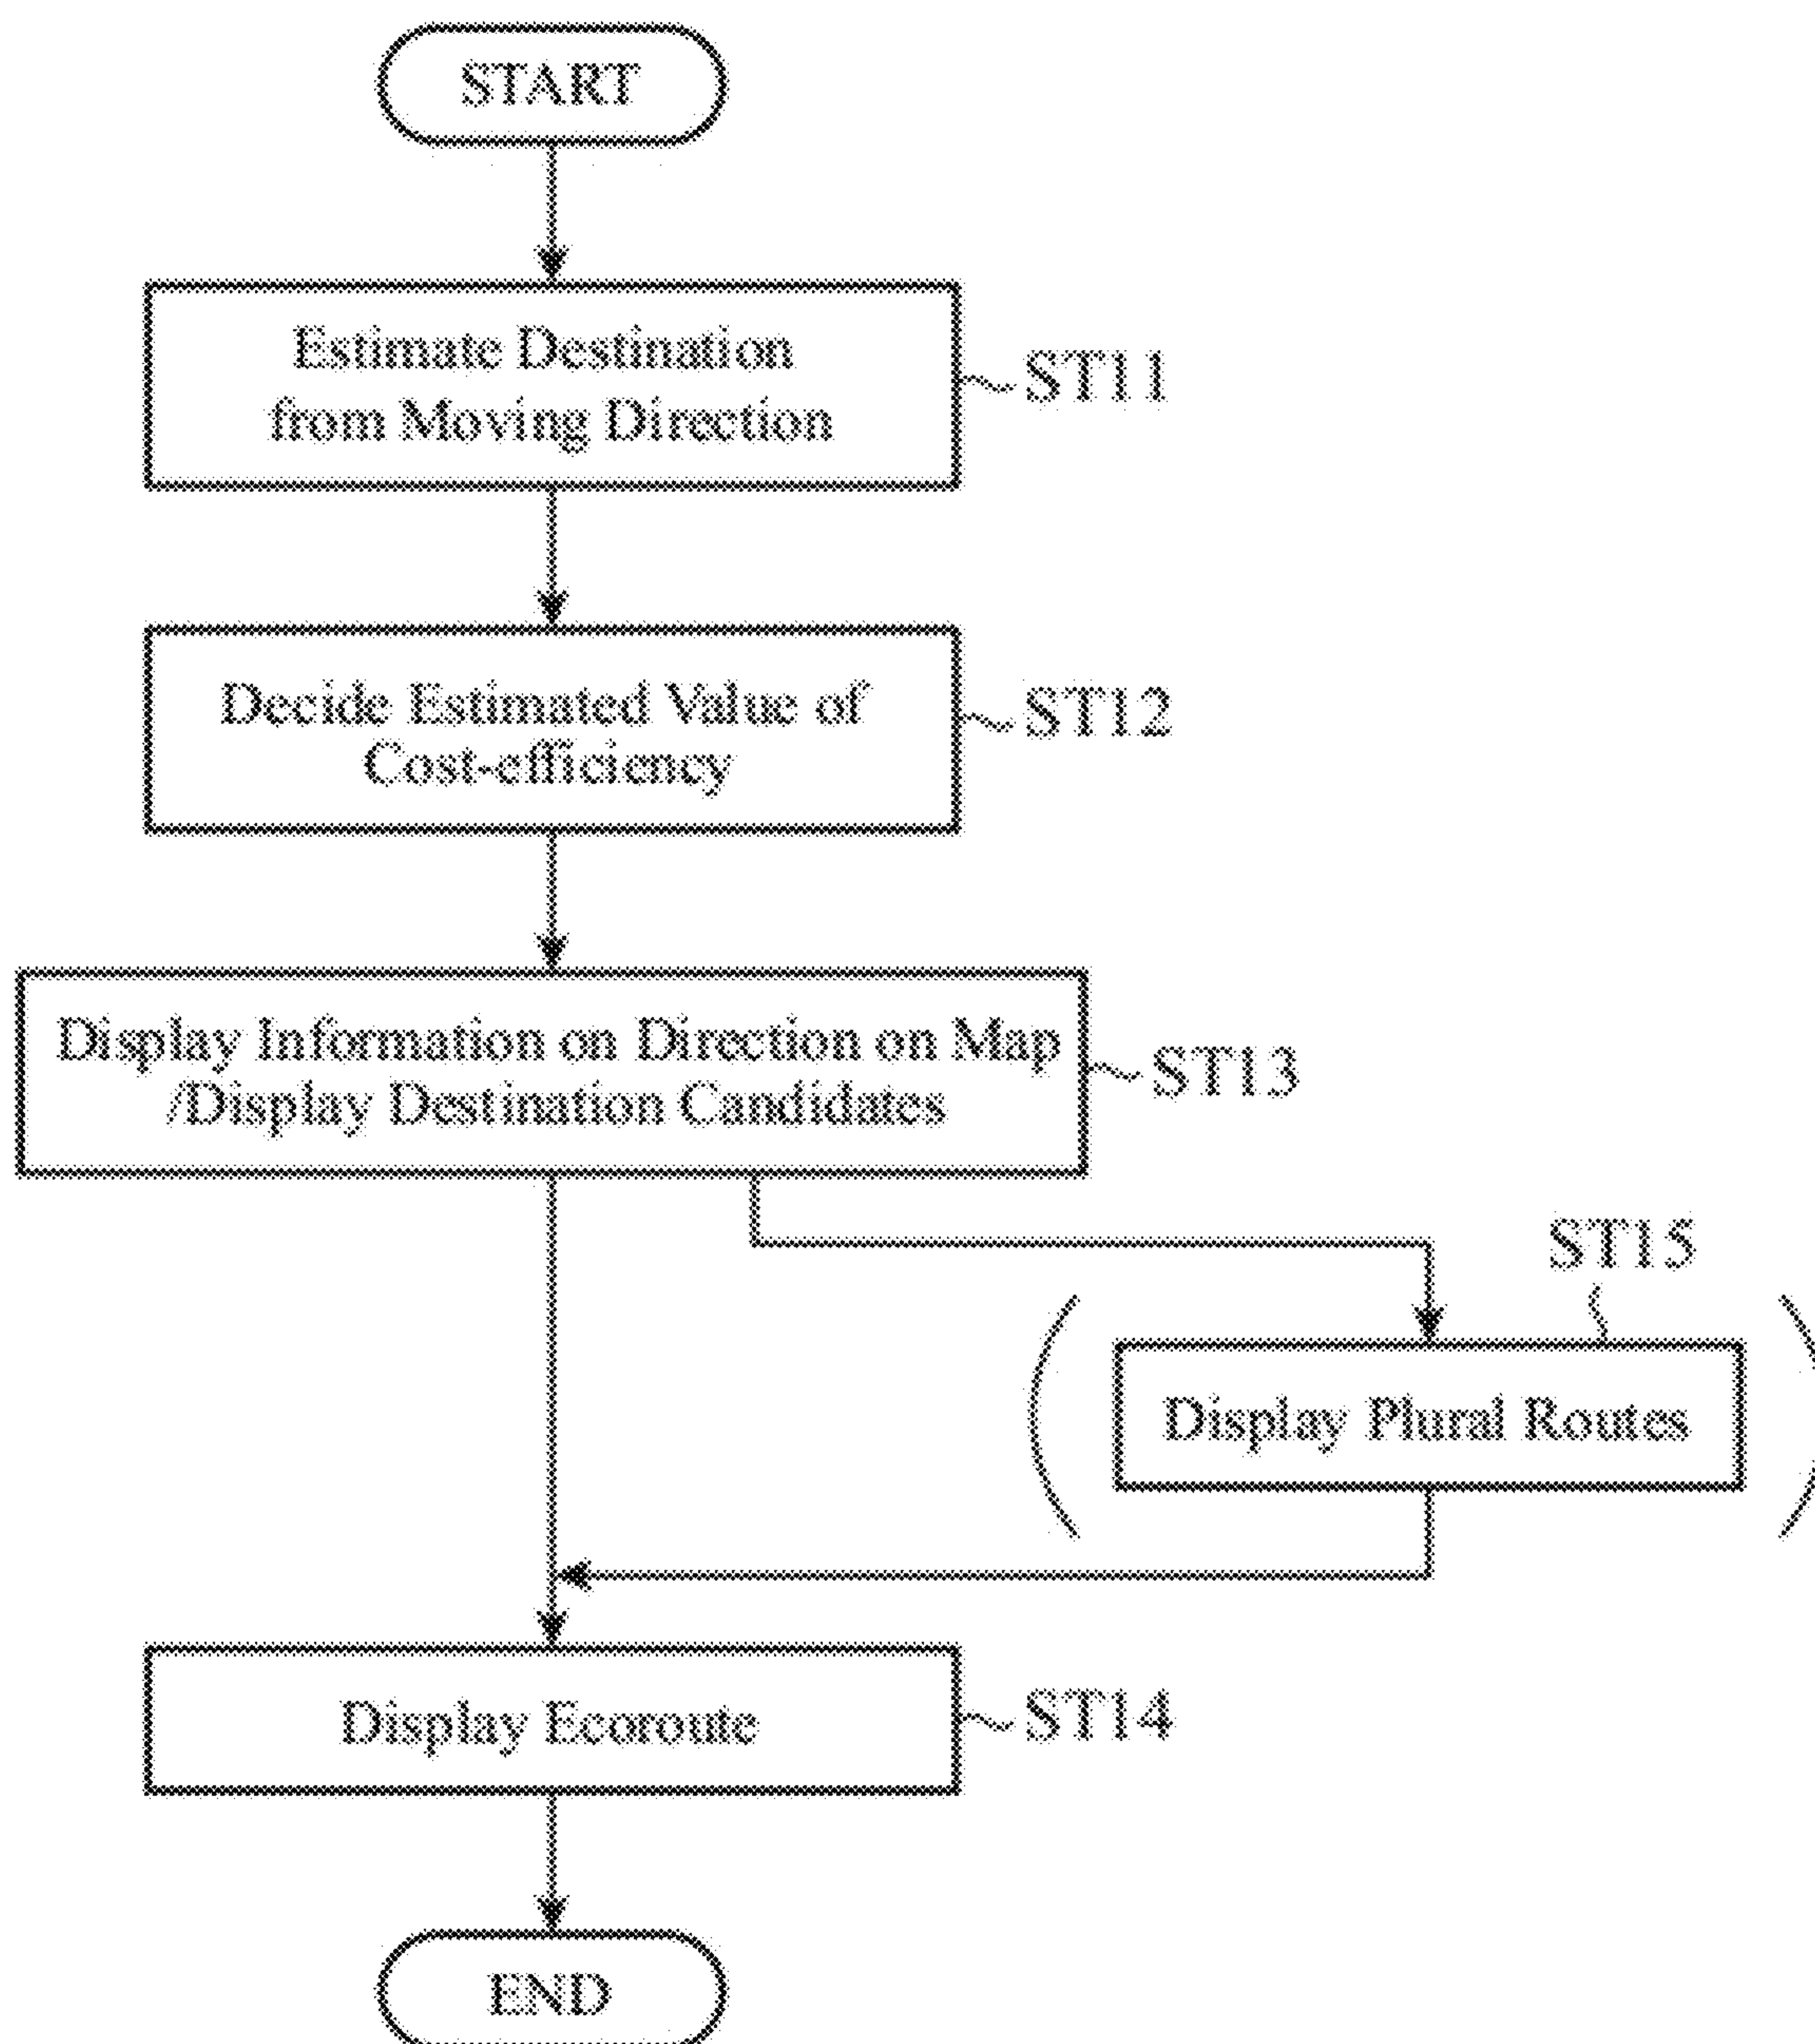 START
Estimate Destination
from Moving Direction
ST11
Decide Estimated Value of
Cost-efficiency
ST12
Display Information on Direction on Map
/Display Destination Candidates
ST13
ST15
Display Plural Routes
Display Ecoroute
ST14
END